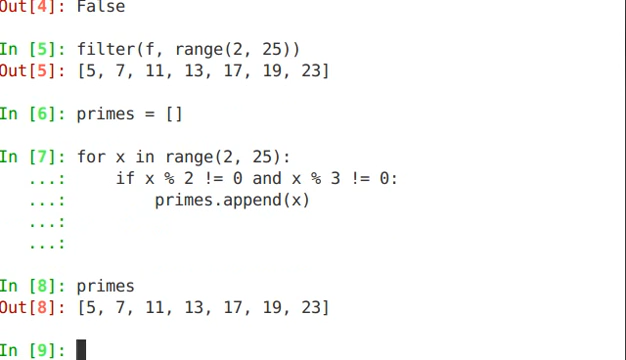 Out[4]: False
In [5]: filter(f, range(2, 25))
Out[5]: [5, 7, 11, 13, 17, 19, 23]
In [6]: primes = []
In [7]: for x in range(2, 25):
   ...:     if x % 2 != 0 and x % 3 != 0:
   ...:         primes.append(x)
   ...:
   ...:
In [8]: primes
Out[8]: [5, 7, 11, 13, 17, 19, 23]
In [9]: